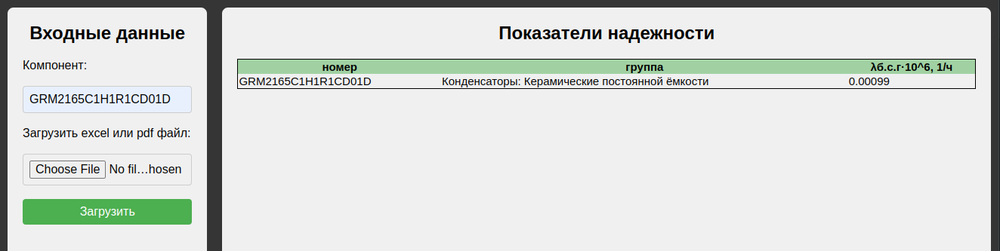 Входные данные
Компонент:
GRM2165C1H1R1CD01D
Загрузить excel или pdf файл:
Choose File No fil…hosen
Загрузить
Показатели надежности
номер группа λб.с.г·10^6, 1/ч
GRM2165C1H1R1CD01D Конденсаторы: Керамические постоянной ёмкости 0.00099